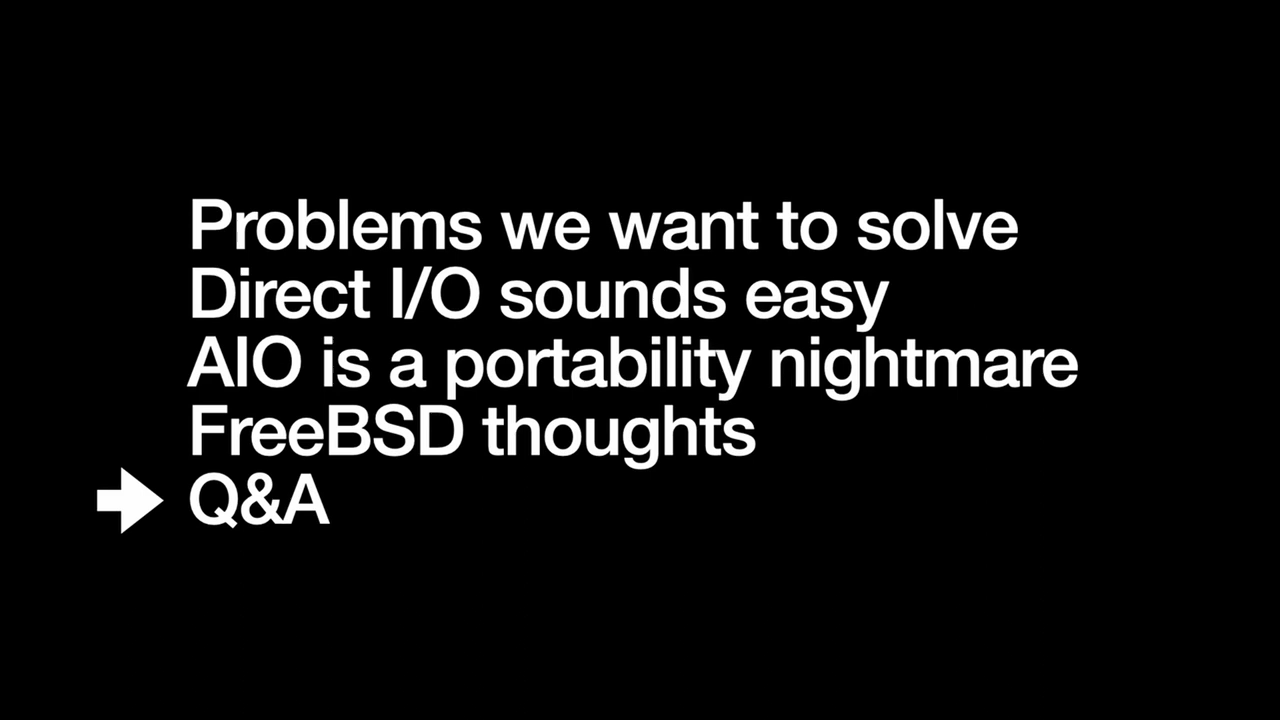 Problems we want to solve
Direct I/O sounds easy
AIO is a portability nightmare
FreeBSD thoughts
Q&A